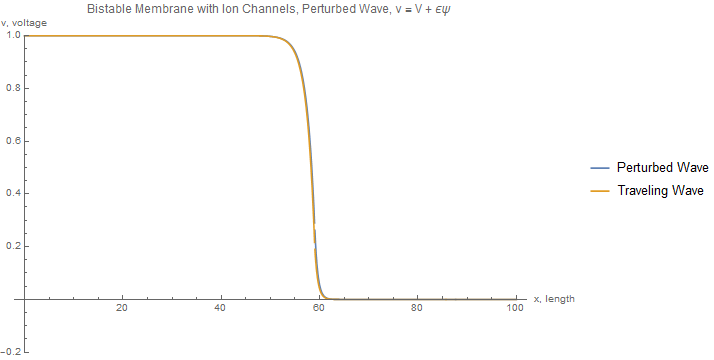 Bistable Membrane with Ion Channels, Perturbed Wave, v ≡ V + ϵψ
v, voltage
1.0
0.8
0.6
0.4
0.2
-0.2
20
40
60
80
100
x, length
Perturbed Wave
Traveling Wave